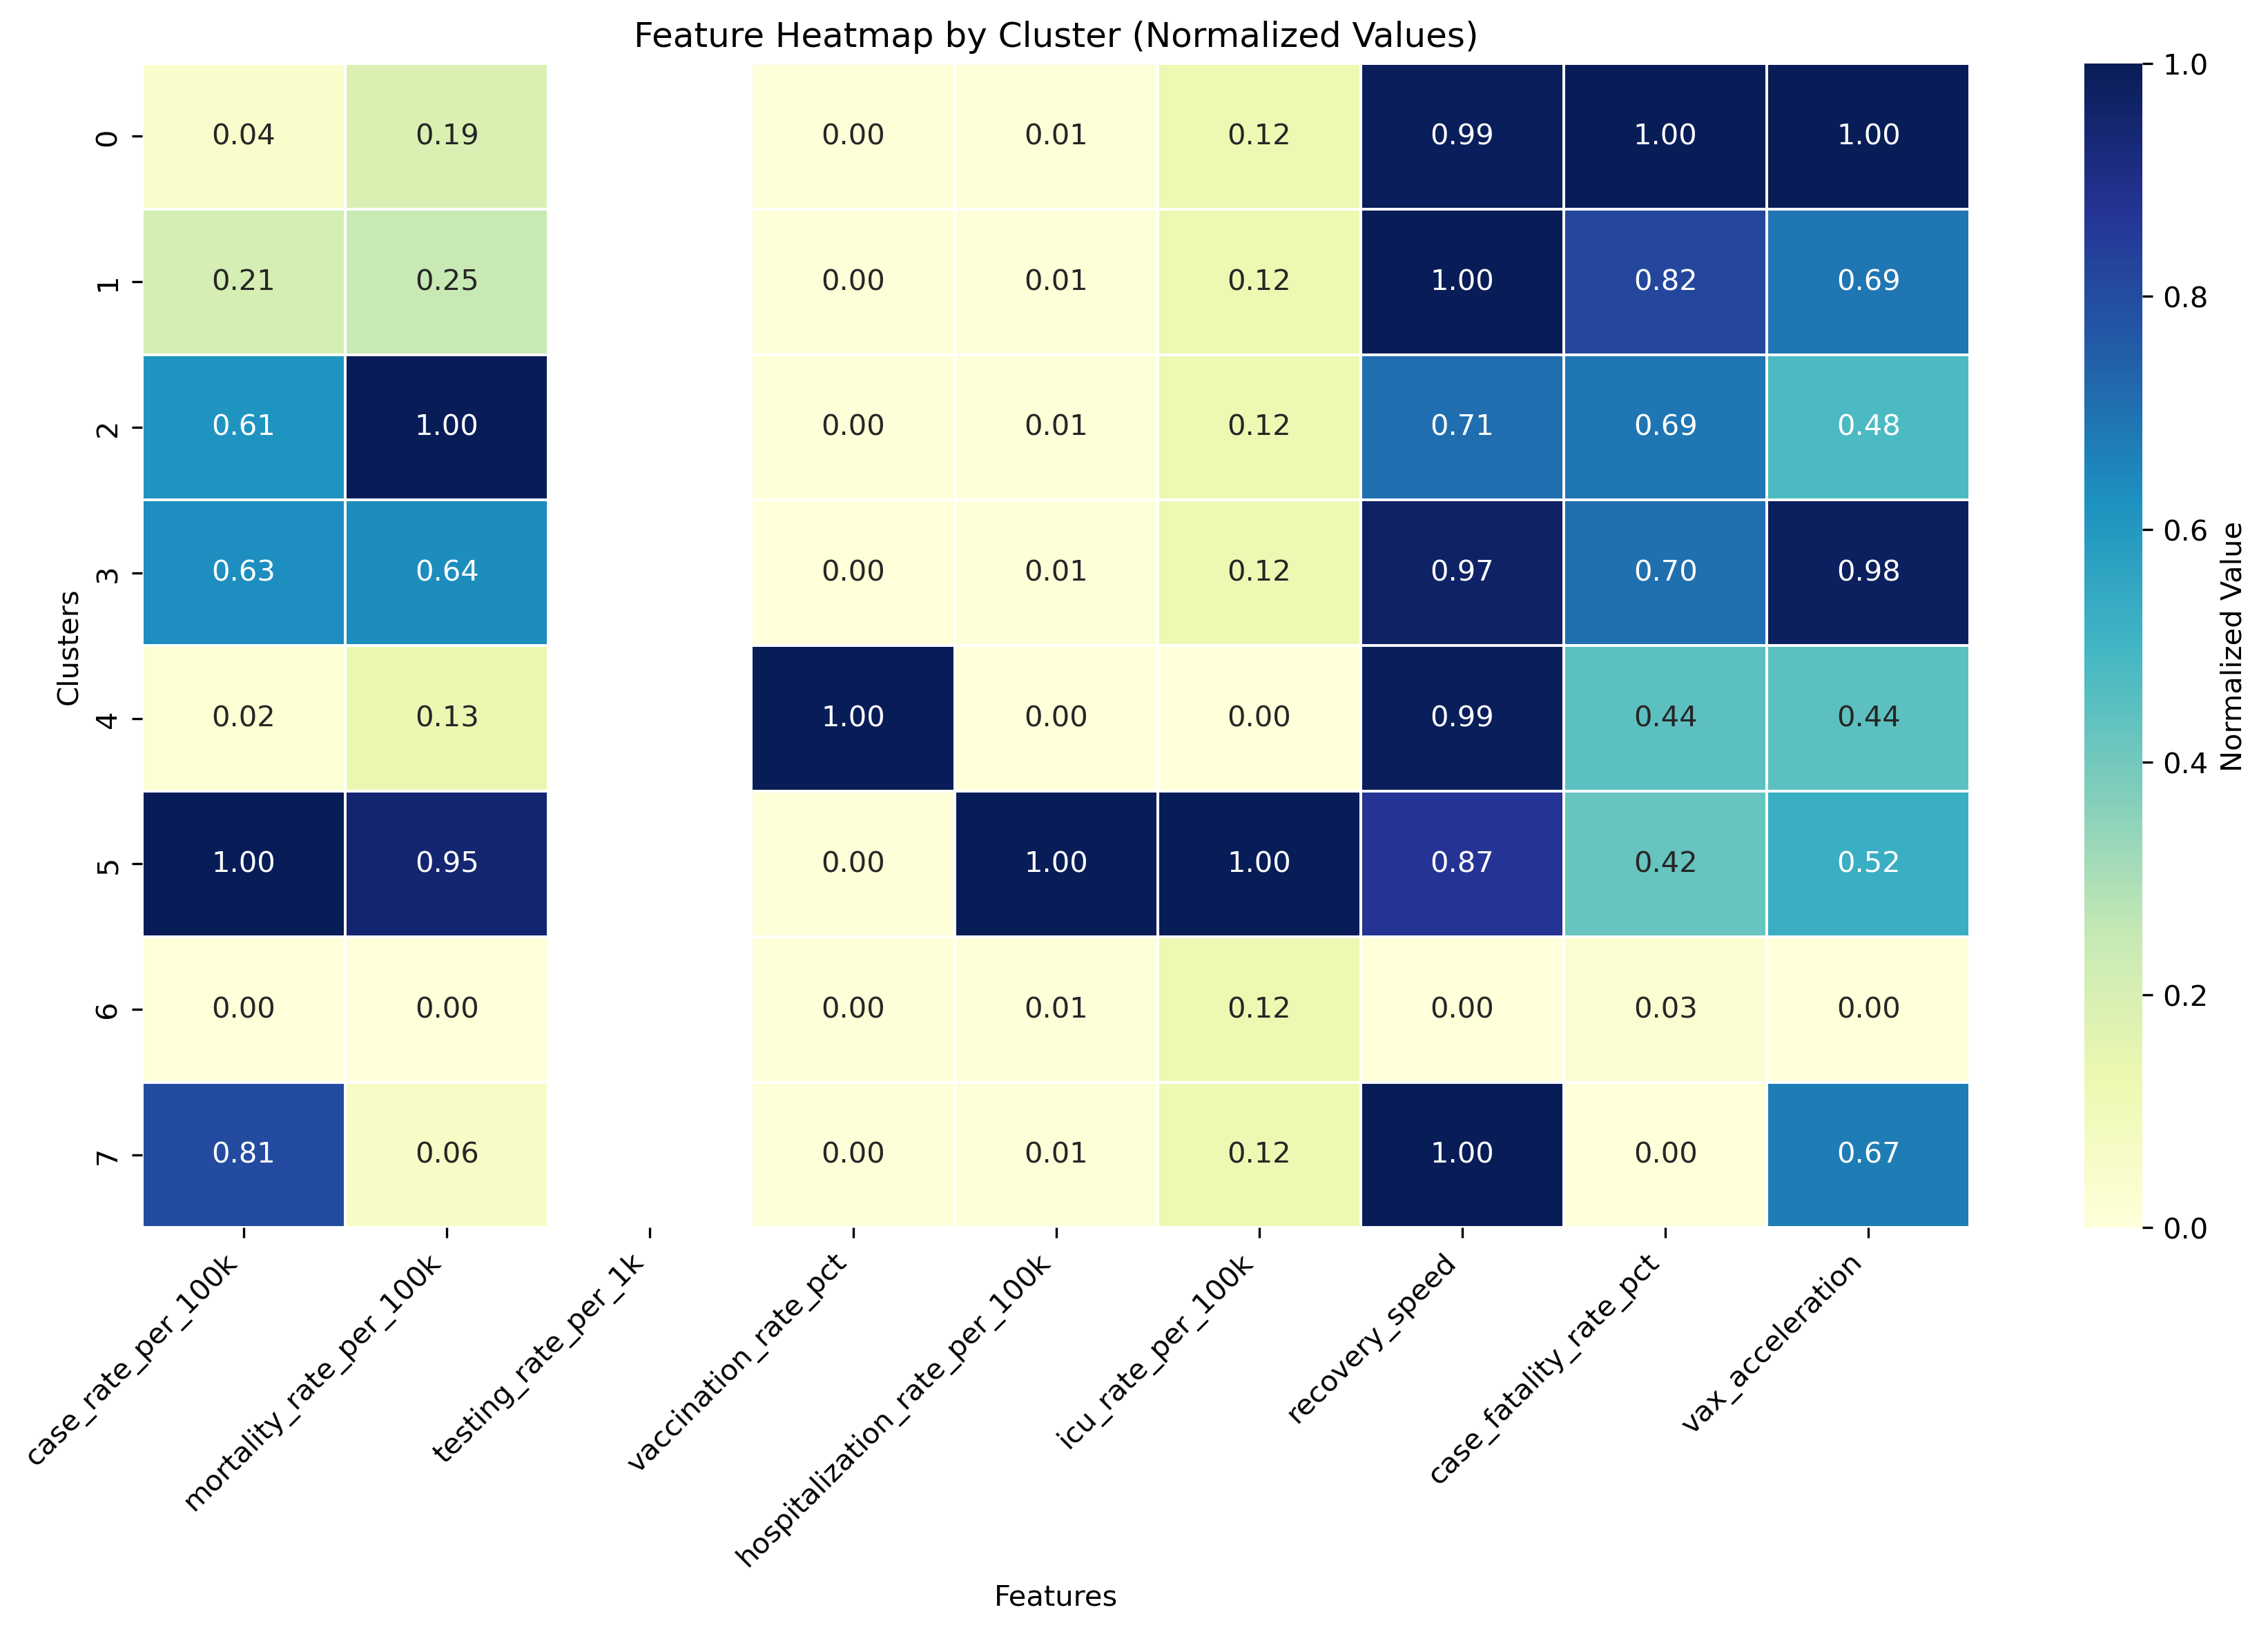 Feature Heatmap by Cluster (Normalized Values)
0 0.04 0.19 0.00 0.01 0.12 0.99 1.00 1.00
1 0.21 0.25 0.00 0.01 0.12 1.00 0.82 0.69
2 0.61 1.00 0.00 0.01 0.12 0.71 0.69 0.48
3 0.63 0.64 0.00 0.01 0.12 0.97 0.70 0.98
4 0.02 0.13 1.00 0.00 0.00 0.99 0.44 0.44
5 1.00 0.95 0.00 1.00 1.00 0.87 0.42 0.52
6 0.00 0.00 0.00 0.01 0.12 0.00 0.03 0.00
7 0.81 0.06 0.00 0.01 0.12 1.00 0.00 0.67
Clusters
case_rate_per_100k
mortality_rate_per_100k
testing_rate_per_1k
vaccination_rate_pct
hospitalization_rate_per_100k
icu_rate_per_100k
recovery_speed
case_fatality_rate_pct
vax_acceleration
Features
1.0
0.8
0.6
0.4
0.2
0.0
Normalized Value